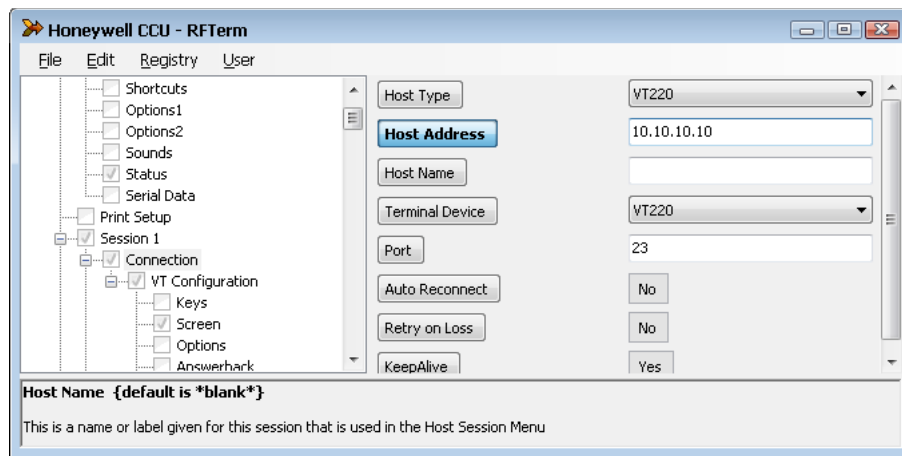 Honeywell CCU - RFTerm
File Edit Registry User
Shortcuts
Options1
Options2
Sounds
Status
Serial Data
Print Setup
Session 1
Connection
VT Configuration
Keys
Screen
Options
Answerback
Host Type VT220
Host Address 10.10.10.10
Host Name
Terminal Device VT220
Port 23
Auto Reconnect No
Retry on Loss No
KeepAlive Yes
Host Name {default is *blank*}
This is a name or label given for this session that is used in the Host Session Menu